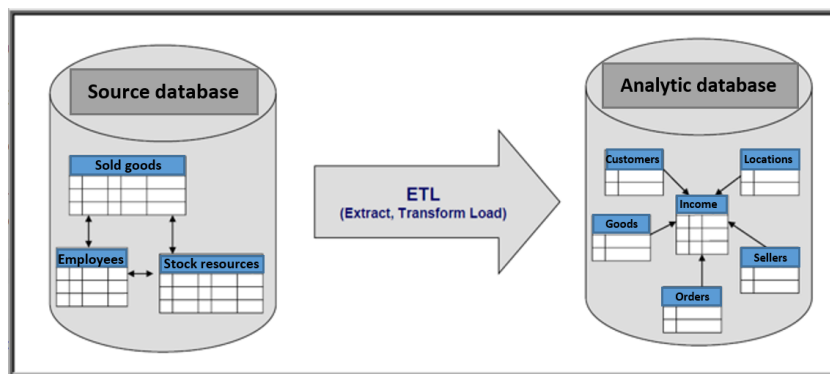 Source database
Sold goods
Employees
Stock resources
ETL
(Extract, Transform Load)
Analytic database
Customers
Locations
Income
Goods
Sellers
Orders